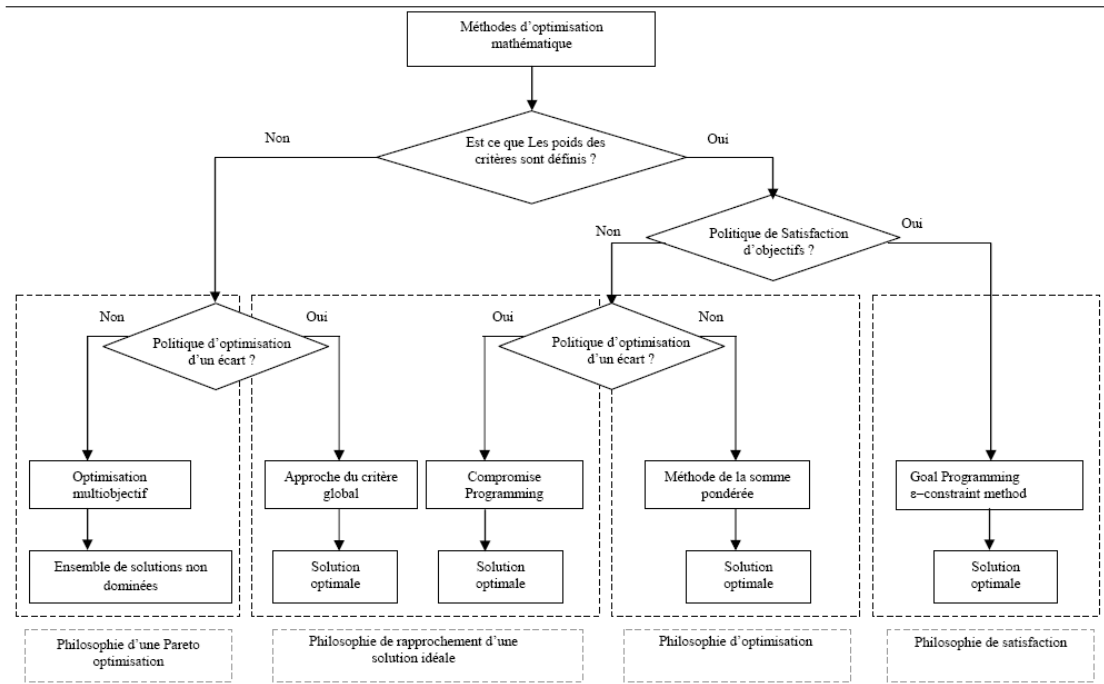 Méthodes d’optimisation
mathématique
Non
Est ce que Les poids des
critères sont définis ?
Oui
Non
Politique de Satisfaction
d’objectifs ?
Oui
Non
Politique d’optimisation
d’un écart ?
Oui
Oui
Politique d’optimisation
d’un écart ?
Non
Optimisation
multiobjectif
Approche du critère
global
Compromise
Programming
Méthode de la somme
pondérée
Goal Programming
ε–constraint method
Ensemble de solutions non
dominées
Solution
optimale
Solution
optimale
Solution
optimale
Solution
optimale
Philosophie d’une Pareto
optimisation
Philosophie de rapprochement d’une
solution idéale
Philosophie d’optimisation
Philosophie de satisfaction